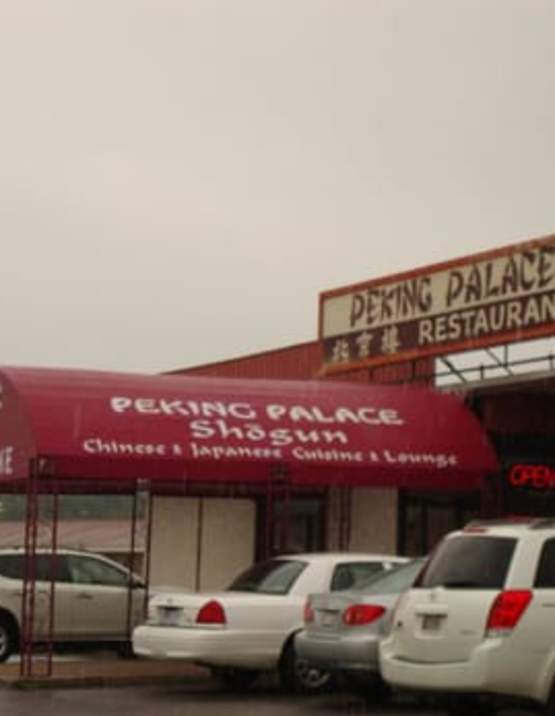 PEKING PALACE
北京樓 RESTAURAN
PEKING PALACE
Shōgun
Chinese & Japanese Cuisine & Lounge
OPEN